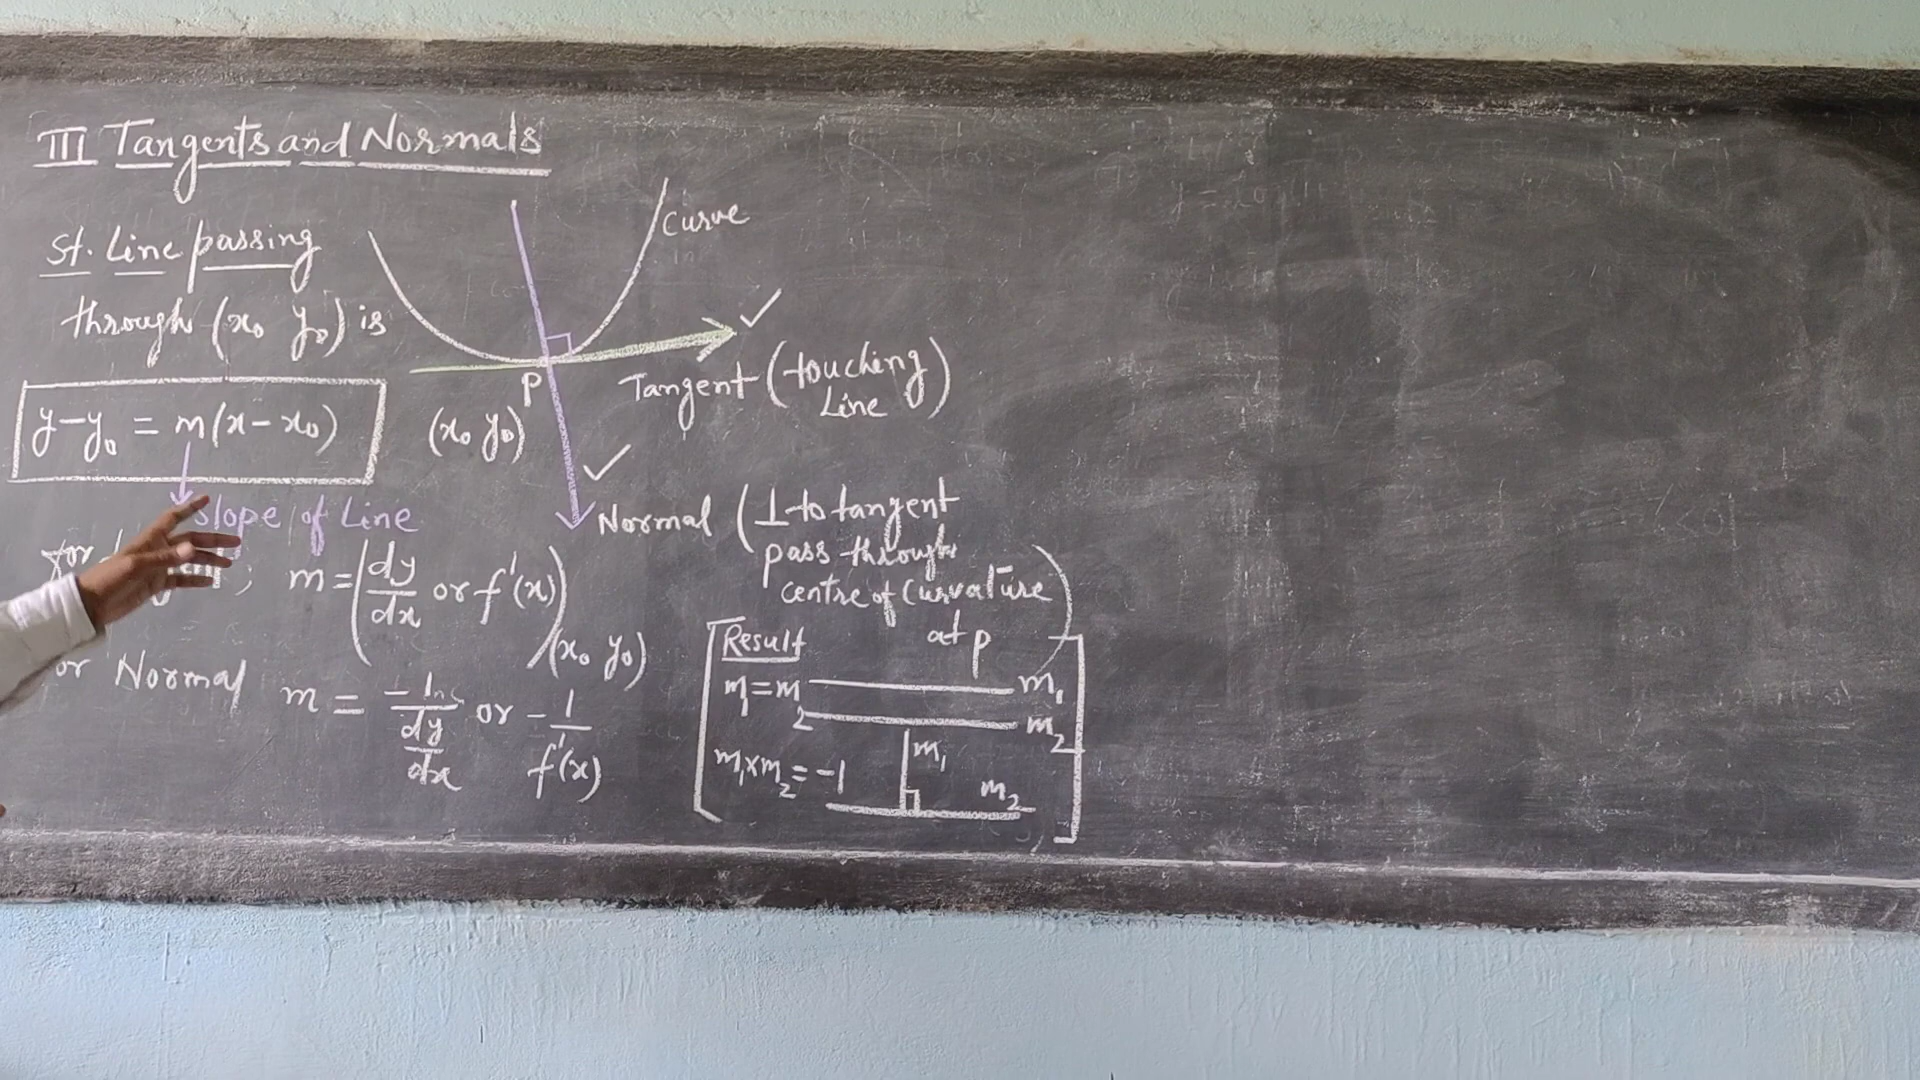 III Tangents and Normals
St. Line passing
through (x₀ y₀) is
y-y₀ = m(x-x₀)
slope of Line
m = (dy/dx or f'(x)) (x₀ y₀)
or Normal m = -1/(dy/dx) or -1/f'(x)
Curve
P
(x₀ y₀)
Tangent (touching
Line)
Normal (⊥ to tangent
pass through
centre of Curvature
at P)
Result
m₁=m₂
m₁
m₂
m₁×m₂ = -1
m₁
m₂